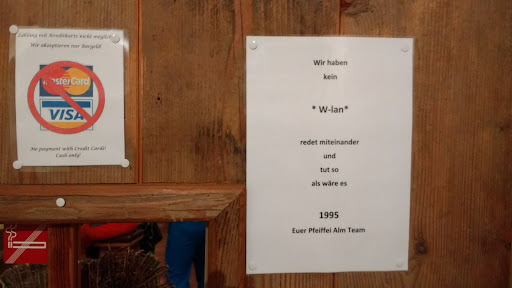 Zahlung mit Kreditkarte nicht möglich!
Wir akzeptieren nur Bargeld!
MasterCard
VISA
No payment with Credit Cards!
Cash only!
Wir haben
kein
* W-lan*
redet miteinander
und
tut so
als wäre es
1995
Euer Pfeiffei Alm Team